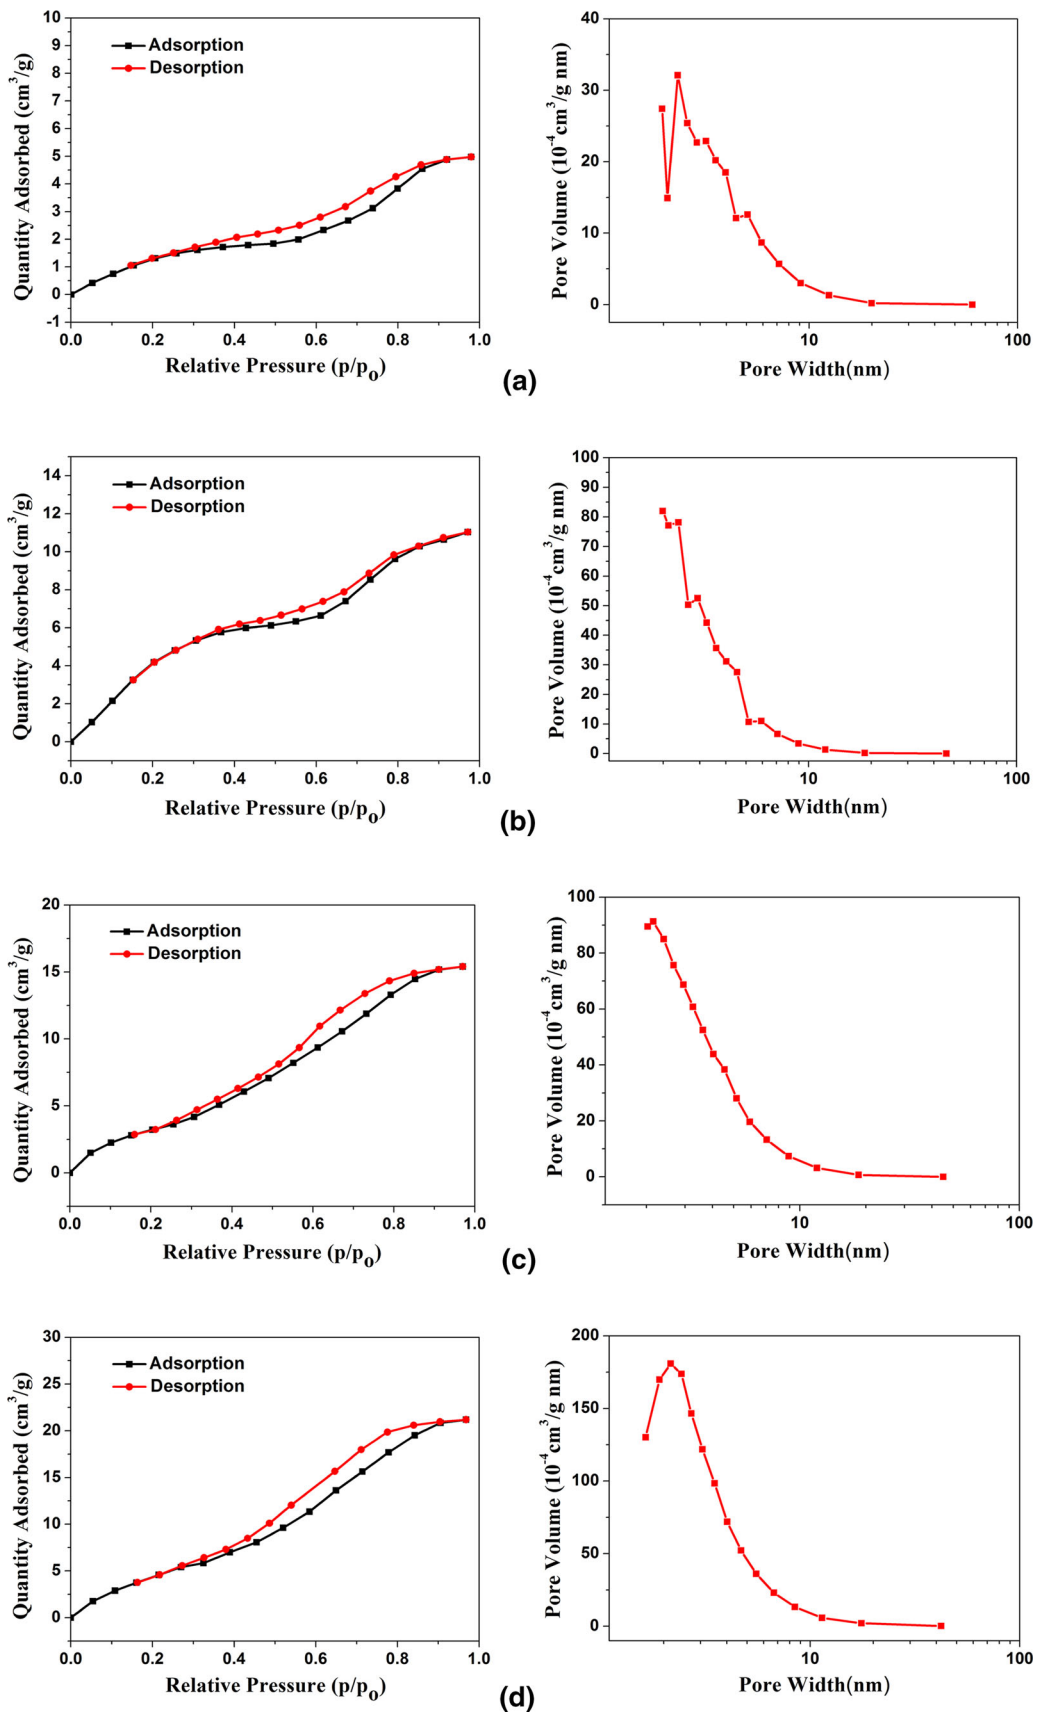 10
9
8
7
6
5
4
3
2
1
0
-1
Quantity Adsorbed (cm³/g)
Adsorption
Desorption
0.0 0.2 0.4 0.6 0.8 1.0
Relative Pressure (p/pₒ)
40
30
20
10
0
Pore Volume (10⁻⁴cm³/g nm)
10 100
Pore Width(nm)
(a)
14
12
10
8
6
4
2
0
Quantity Adsorbed (cm³/g)
Adsorption
Desorption
0.0 0.2 0.4 0.6 0.8 1.0
Relative Pressure (p/pₒ)
100
90
80
70
60
50
40
30
20
10
0
Pore Volume (10⁻⁴cm³/g nm)
10 100
Pore Width(nm)
(b)
20
15
10
5
0
Quantity Adsorbed (cm³/g)
Adsorption
Desorption
0.0 0.2 0.4 0.6 0.8 1.0
Relative Pressure (p/pₒ)
100
80
60
40
20
0
Pore Volume (10⁻⁴cm³/g nm)
10 100
Pore Width(nm)
(c)
30
25
20
15
10
5
0
Quantity Adsorbed (cm³/g)
Adsorption
Desorption
0.0 0.2 0.4 0.6 0.8 1.0
Relative Pressure (p/pₒ)
200
150
100
50
0
Pore Volume (10⁻⁴cm³/g nm)
10 100
Pore Width(nm)
(d)